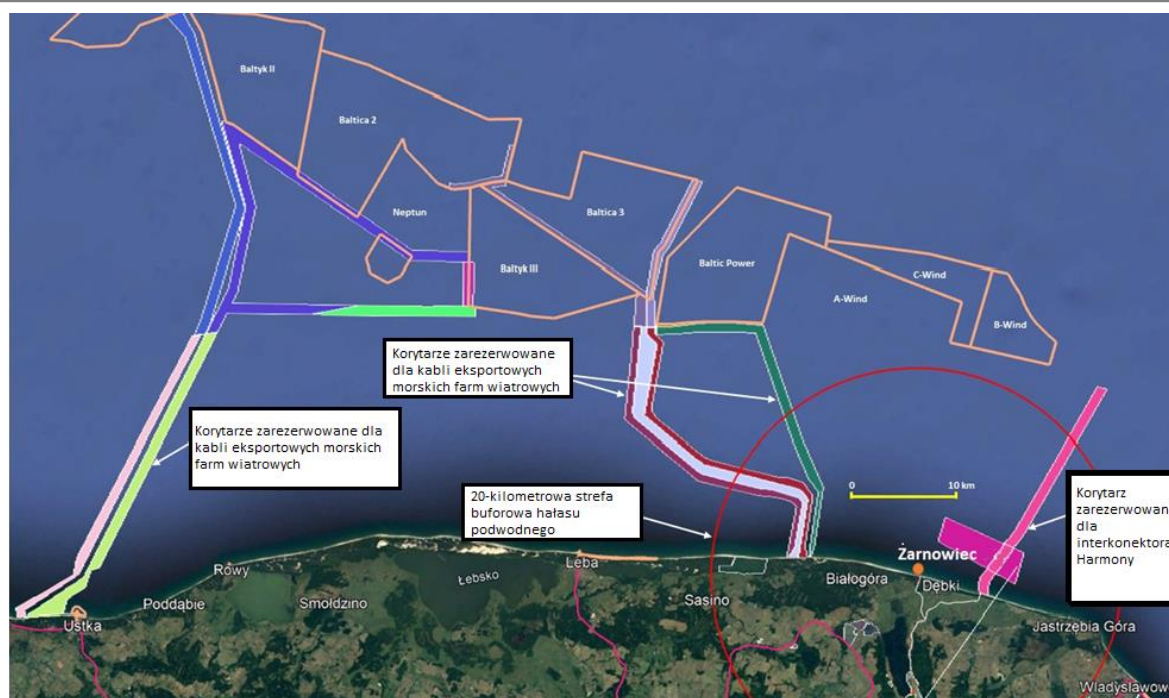 Bałtyk II
Baltica 2
Neptun
Bałtyk III
Baltica 3
Baltic Power
A-Wind
C-Wind
B-Wind
Korytarze zarezerwowane
dla kabli eksportowych
morskich farm wiatrowych
Korytarze zarezerwowane dla
kabli eksportowych morskich
farm wiatrowych
20-kilometrowa strefa
buforowa hałasu
podwodnego
0 10 km
Korytarz
zarezerwowan
dla
interkonektora
Harmony
Żarnowiec
Dębki
Białogóra
Sasino
Łeba
Łebsko
Rowy
Smołdzino
Poddąbie
Ustka
Jastrzębia Góra
Władysławow